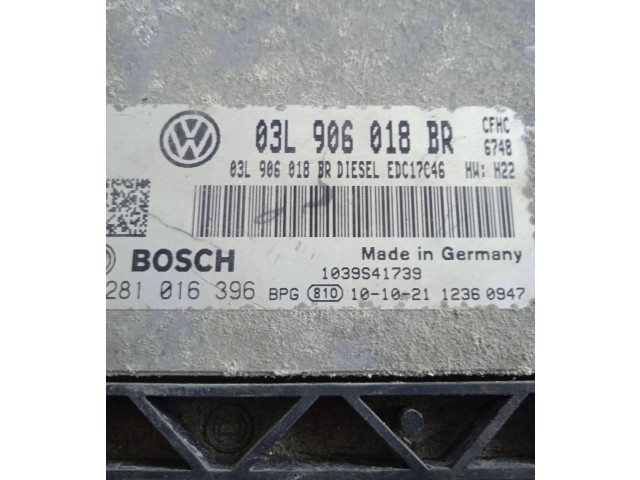 03L 906 018 BR CFHC
6748
03L 906 018 BR DIESEL EDC17C46 HW: H22
BOSCH Made in Germany
1039S41739
281 016 396 BPG 810 10-10-21 1236 0947